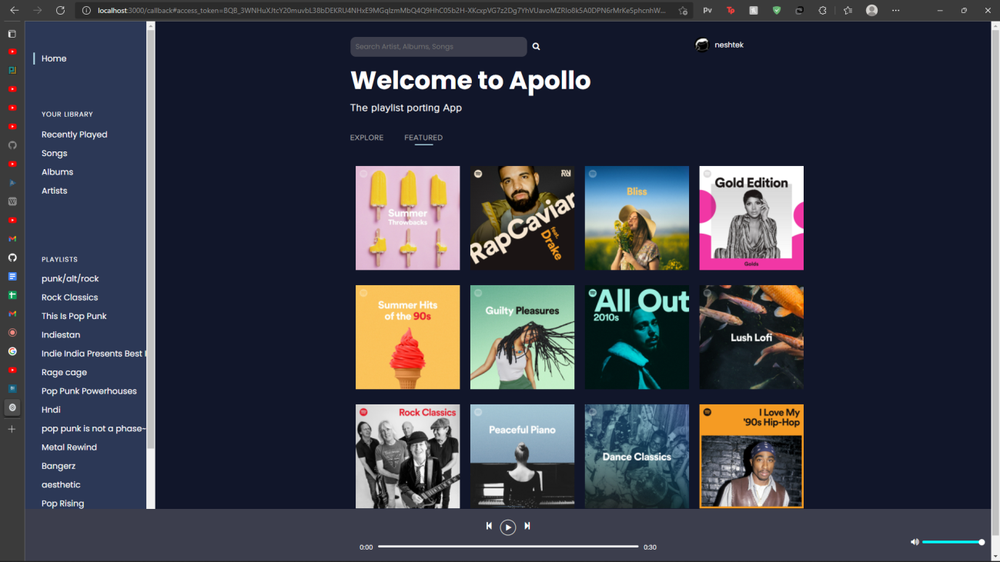 localhost:3000/callback#access_token=BQB_3WNHuXJtcY20muvbL38bDEKRU4NHxE9MGqIzmMbQ4Q9HhC05b2H-XKcxpVG7z2Dg7YhVUavoMZRIo8k5A0DPN6rMrKe5phcnhW...
Pv
Home
Search Artist, Albums, Songs
neshtek
Welcome to Apollo
The playlist porting App
EXPLORE FEATURED
YOUR LIBRARY
Recently Played
Songs
Albums
Artists
PLAYLISTS
punk/alt/rock
Rock Classics
This Is Pop Punk
Indiestan
Indie India Presents Best
Rage cage
Pop Punk Powerhouses
Hndi
pop punk is not a phase-
Metal Rewind
Bangerz
aesthetic
Pop Rising
Summer
Throwbacks
RapCaviar
feat.
Drake
Bliss
Gold Edition
Golds
Summer Hits
of the 90s
Guilty Pleasures
All Out
2010s
Lush Lofi
Rock Classics
Peaceful Piano
Dance Classics
I Love My
'90s Hip-Hop
0:00
0:30